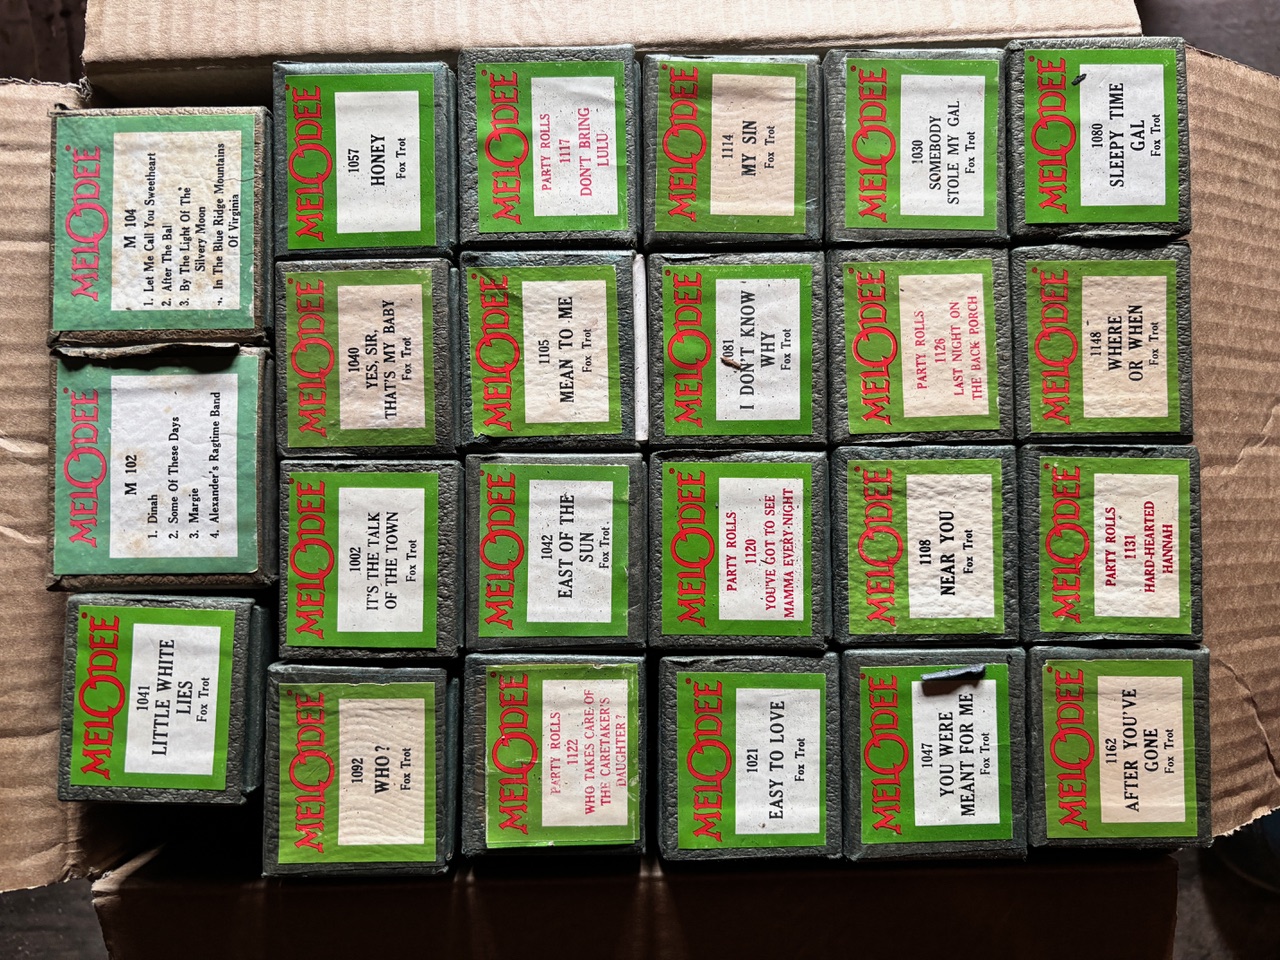 MELODEE
M 104
1. Let Me Call You Sweetheart
2. After The Bal
3. By The Light Of The
Silvery Moon
4. In The Blue Ridge Mountains
Of Virginia
MELODEE
M 102
1. Dinah
2. Some Of These Days
3. Margie
4. Alexander's Ragtime Band
MELODEE
1041
LITTLE WHITE
LIES
Fox Trot
MELODEE
1057
HONEY
Fox Trot
MELODEE
1040
YES, SIR,
THAT'S MY BABY
Fox Trot
MELODEE
1002
IT'S THE TALK
OF THE TOWN
Fox Trot
MELODEE
1092
WHO ?
Fox Trot
MELODEE
PARTY ROLLS
1117
DON'T BRING
LULU
MELODEE
1105
MEAN TO ME
Fox Trot
MELODEE
1042
EAST OF THE
SUN
Fox Trot
MELODEE
PARTY ROLLS
1122
WHO TAKES CARE OF
THE CARETAKER'S
DAUGHTER ?
MELODEE
1114
MY SIN
Fox Trot
MELODEE
1081
I DON'T KNOW
WHY
Fox Trot
MELODEE
PARTY ROLLS
1120
YOU'VE GOT TO SEE
MAMMA EVERY NIGHT
MELODEE
1021
EASY TO LOVE
Fox Trot
MELODEE
1030
SOMEBODY
STOLE MY GAL
Fox Trot
MELODEE
PARTY ROLLS
1126
LAST NIGHT ON
THE BACK PORCH
MELODEE
1108
NEAR YOU
Fox Trot
MELODEE
1047
YOU WERE
MEANT FOR ME
Fox Trot
MELODEE
1080
SLEEPY TIME
GAL
Fox Trot
MELODEE
1148
WHERE
OR WHEN
Fox Trot
MELODEE
PARTY ROLLS
1131
HARD-HEARTED
HANNAH
MELODEE
1162
AFTER YOU'VE
GONE
Fox Trot